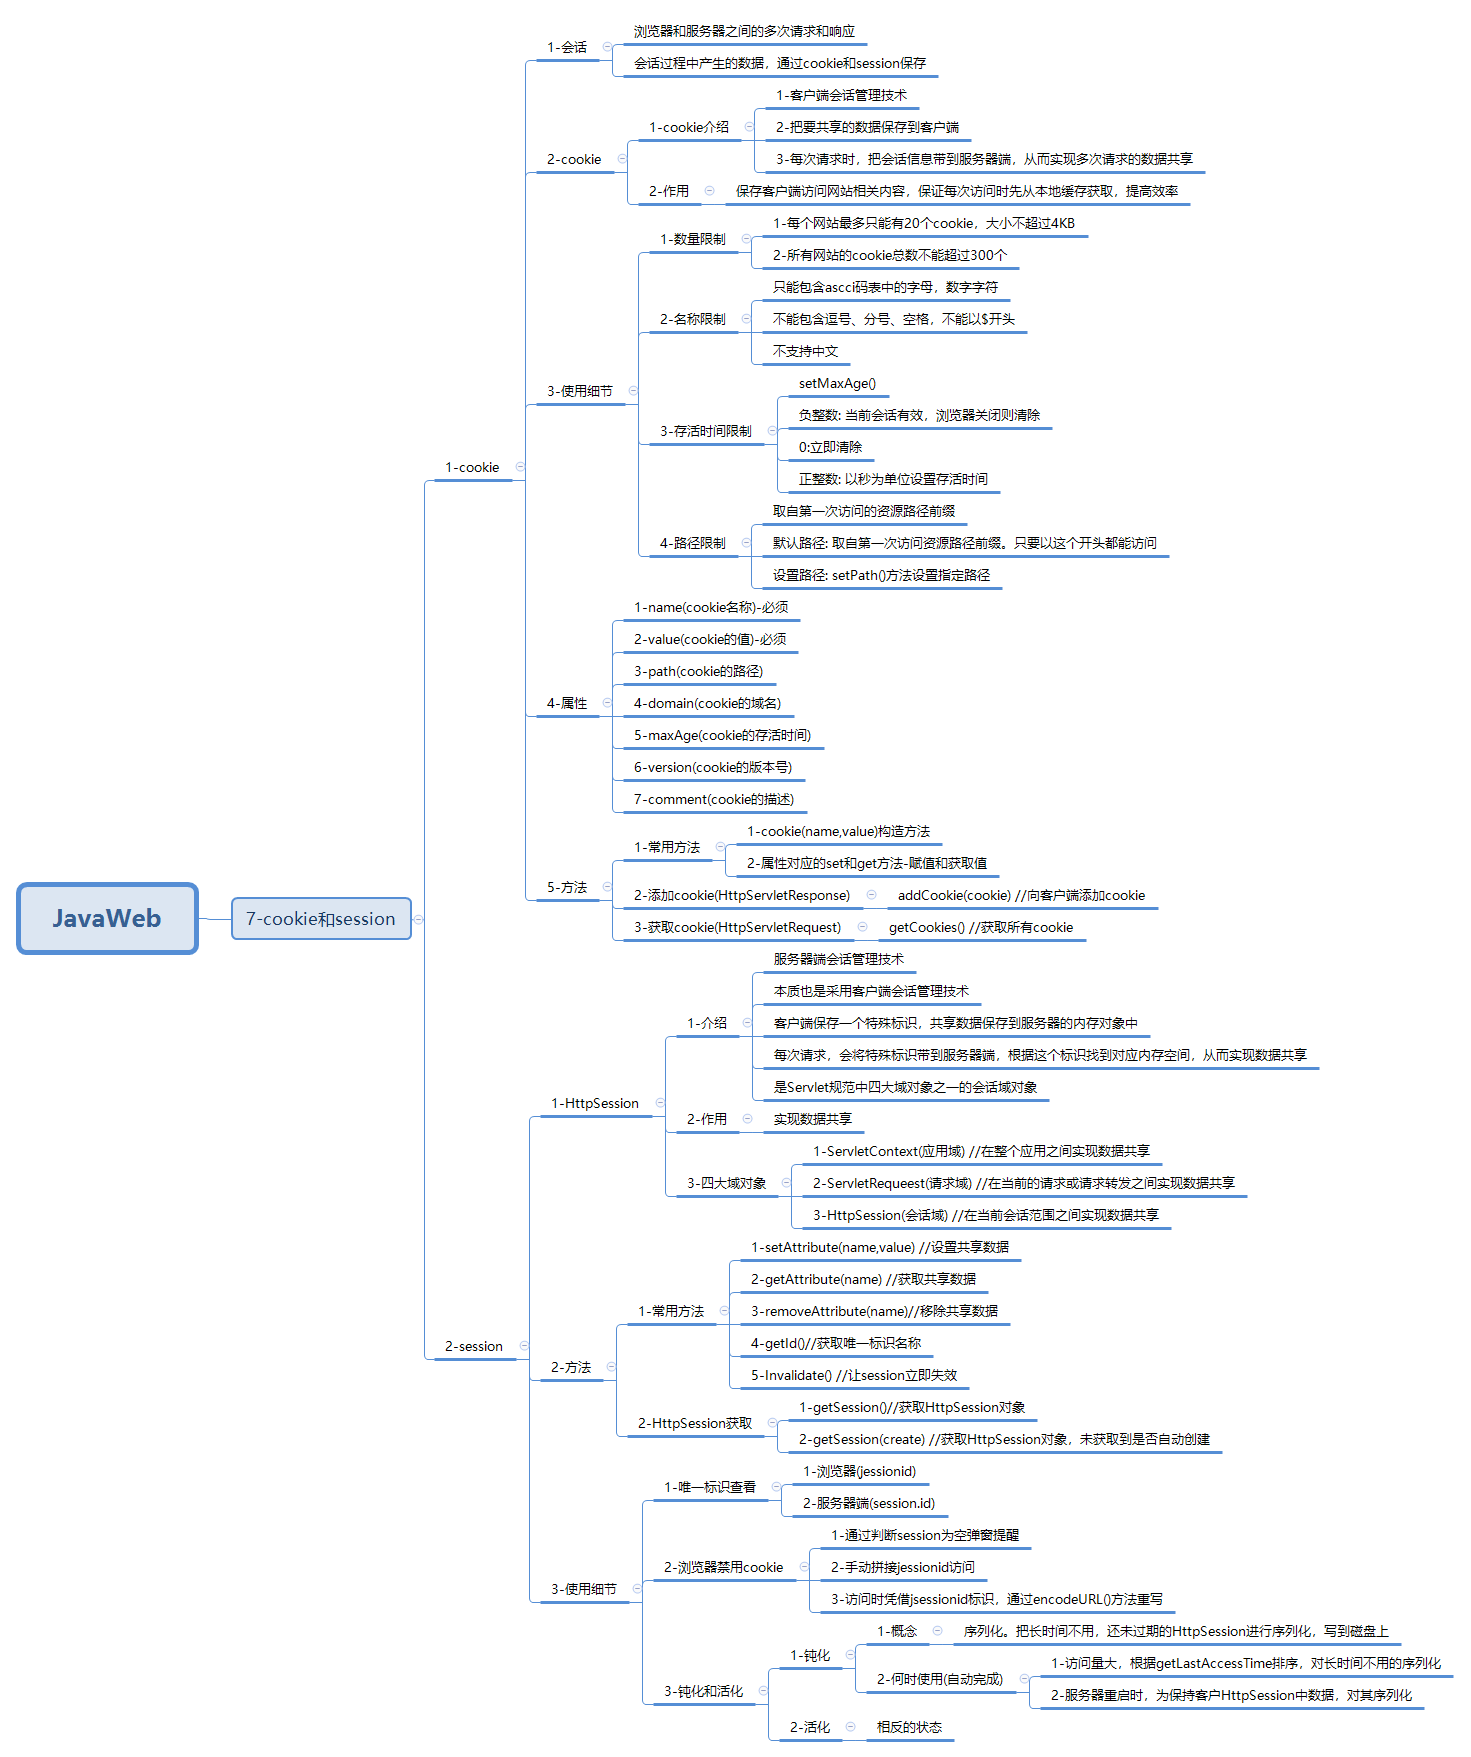 JavaWeb
7-cookie和session
1-cookie
1-会话
浏览器和服务器之间的多次请求和响应
会话过程中产生的数据，通过cookie和session保存
2-cookie
1-cookie介绍
1-客户端会话管理技术
2-把要共享的数据保存到客户端
3-每次请求时，把会话信息带到服务器端，从而实现多次请求的数据共享
2-作用
保存客户端访问网站相关内容，保证每次访问时先从本地缓存获取，提高效率
3-使用细节
1-数量限制
1-每个网站最多只能有20个cookie，大小不超过4KB
2-所有网站的cookie总数不能超过300个
2-名称限制
只能包含ascci码表中的字母，数字字符
不能包含逗号、分号、空格，不能以$开头
不支持中文
3-存活时间限制
setMaxAge()
负整数: 当前会话有效，浏览器关闭则清除
0:立即清除
正整数: 以秒为单位设置存活时间
4-路径限制
取自第一次访问的资源路径前缀
默认路径: 取自第一次访问资源路径前缀。只要以这个开头都能访问
设置路径: setPath()方法设置指定路径
4-属性
1-name(cookie名称)-必须
2-value(cookie的值)-必须
3-path(cookie的路径)
4-domain(cookie的域名)
5-maxAge(cookie的存活时间)
6-version(cookie的版本号)
7-comment(cookie的描述)
5-方法
1-常用方法
1-cookie(name,value)构造方法
2-属性对应的set和get方法-赋值和获取值
2-添加cookie(HttpServletResponse)
addCookie(cookie) //向客户端添加cookie
3-获取cookie(HttpServletRequest)
getCookies() //获取所有cookie
2-session
1-HttpSession
1-介绍
服务器端会话管理技术
本质也是采用客户端会话管理技术
客户端保存一个特殊标识，共享数据保存到服务器的内存对象中
每次请求，会将特殊标识带到服务器端，根据这个标识找到对应内存空间，从而实现数据共享
是Servlet规范中四大域对象之一的会话域对象
2-作用
实现数据共享
3-四大域对象
1-ServletContext(应用域) //在整个应用之间实现数据共享
2-ServletRequeest(请求域) //在当前的请求或请求转发之间实现数据共享
3-HttpSession(会话域) //在当前会话范围之间实现数据共享
2-方法
1-常用方法
1-setAttribute(name,value) //设置共享数据
2-getAttribute(name) //获取共享数据
3-removeAttribute(name)//移除共享数据
4-getId()//获取唯一标识名称
5-Invalidate() //让session立即失效
2-HttpSession获取
1-getSession()//获取HttpSession对象
2-getSession(create) //获取HttpSession对象，未获取到是否自动创建
3-使用细节
1-唯一标识查看
1-浏览器(jessionid)
2-服务器端(session.id)
2-浏览器禁用cookie
1-通过判断session为空弹窗提醒
2-手动拼接jessionid访问
3-访问时凭借jsessionid标识，通过encodeURL()方法重写
3-钝化和活化
1-钝化
1-概念
序列化。把长时间不用，还未过期的HttpSession进行序列化，写到磁盘上
2-何时使用(自动完成)
1-访问量大，根据getLastAccessTime排序，对长时间不用的序列化
2-服务器重启时，为保持客户HttpSession中数据，对其序列化
2-活化
相反的状态